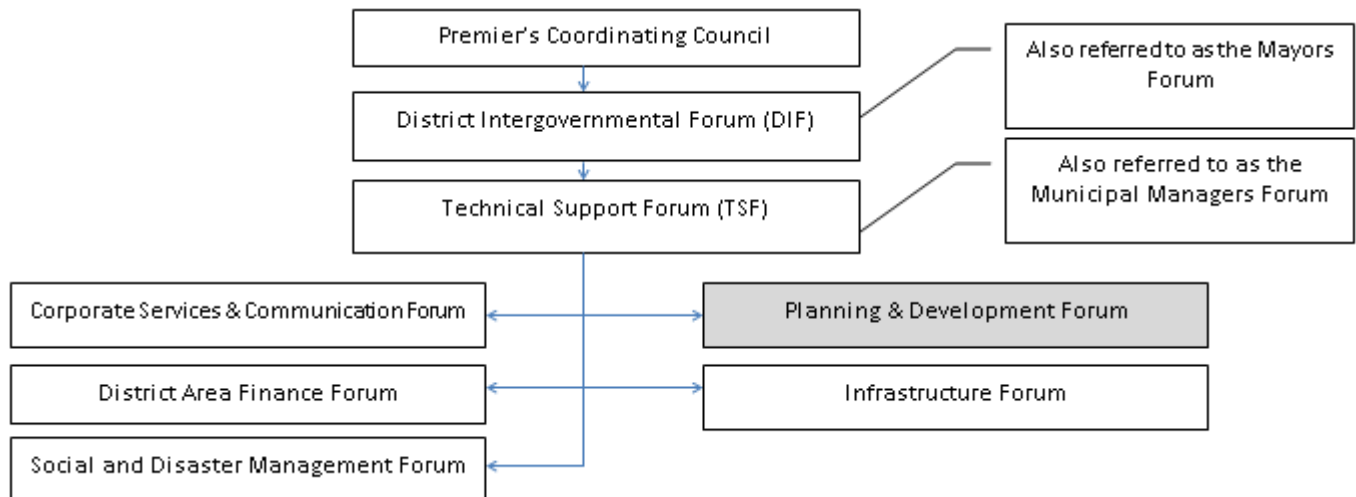 Premier's Coordinating Council
Also referred to as the Mayors
Forum
District Intergovernmental Forum (DIF)
Also referred to as the
Municipal Managers Forum
Technical Support Forum (TSF)
Corporate Services & Communication Forum
Planning & Development Forum
District Area Finance Forum
Infrastructure Forum
Social and Disaster Management Forum